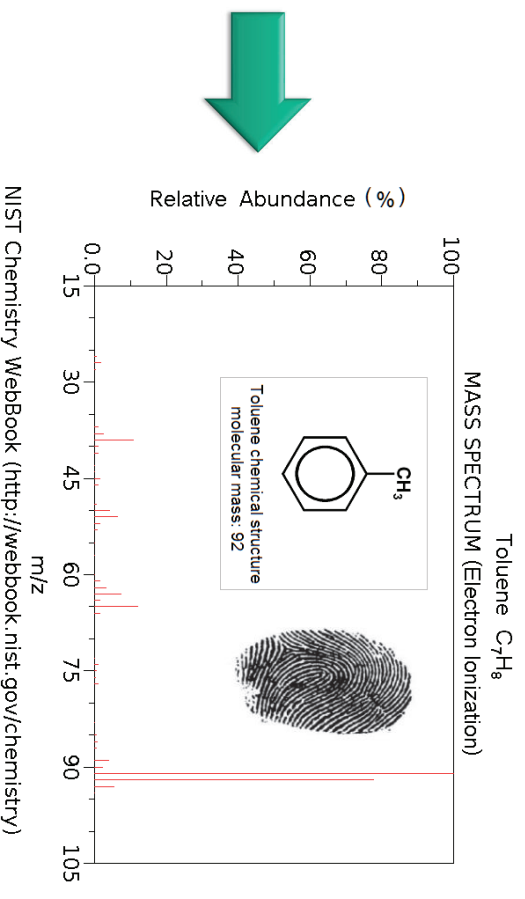 Toluene C₇H₈
MASS SPECTRUM (Electron Ionization)
Relative Abundance (%)
100
80
60
40
20
0.0
CH₃
Toluene chemical structure
molecular mass: 92
15
30
45
60
75
90
105
m/z
NIST Chemistry WebBook (http://webbook.nist.gov/chemistry)